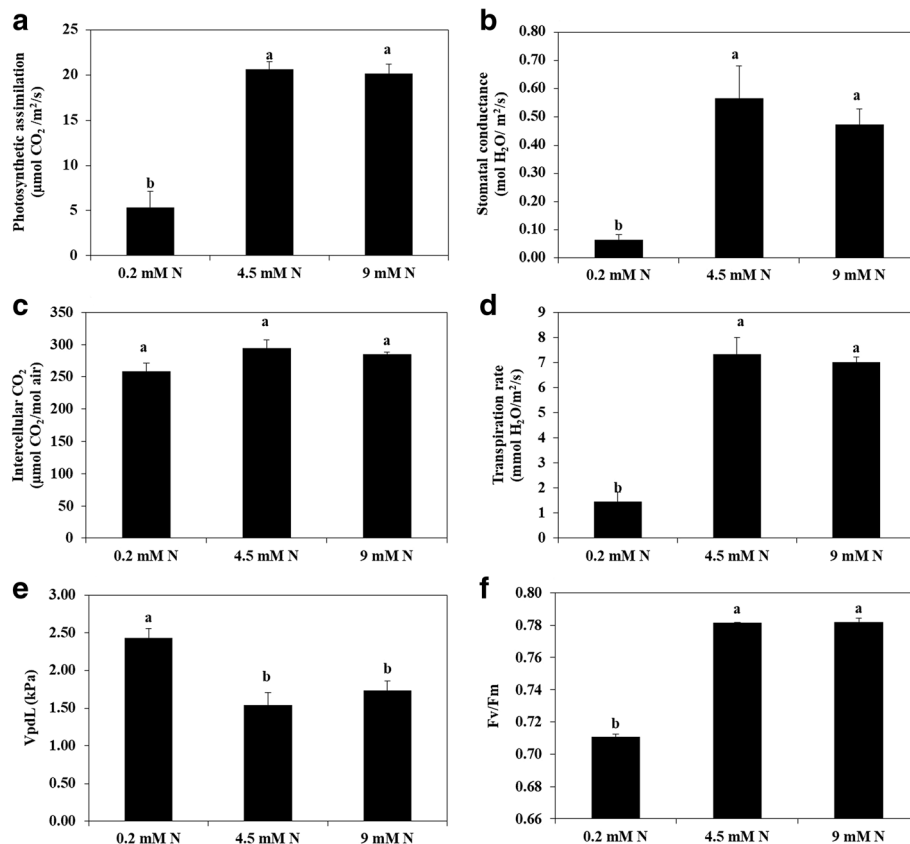 a
Photosynthetic assimilation
(µmol CO₂ /m²/s)
25
20
15
10
5
0
b
a
a
0.2 mM N
4.5 mM N
9 mM N
b
Stomatal conductance
(mol H₂O/ m²/s)
0.80
0.70
0.60
0.50
0.40
0.30
0.20
0.10
0.00
b
a
a
0.2 mM N
4.5 mM N
9 mM N
c
Intercellular CO₂
(µmol CO₂/mol air)
350
300
250
200
150
100
50
0
a
a
a
0.2 mM N
4.5 mM N
9 mM N
d
Transpiration rate
(mmol H₂O/m²/s)
9
8
7
6
5
4
3
2
1
0
b
a
a
0.2 mM N
4.5 mM N
9 mM N
e
VpdL (kPa)
3.00
2.50
2.00
1.50
1.00
0.50
0.00
a
b
b
0.2 mM N
4.5 mM N
9 mM N
f
Fv/Fm
0.80
0.78
0.76
0.74
0.72
0.70
0.68
0.66
b
a
a
0.2 mM N
4.5 mM N
9 mM N